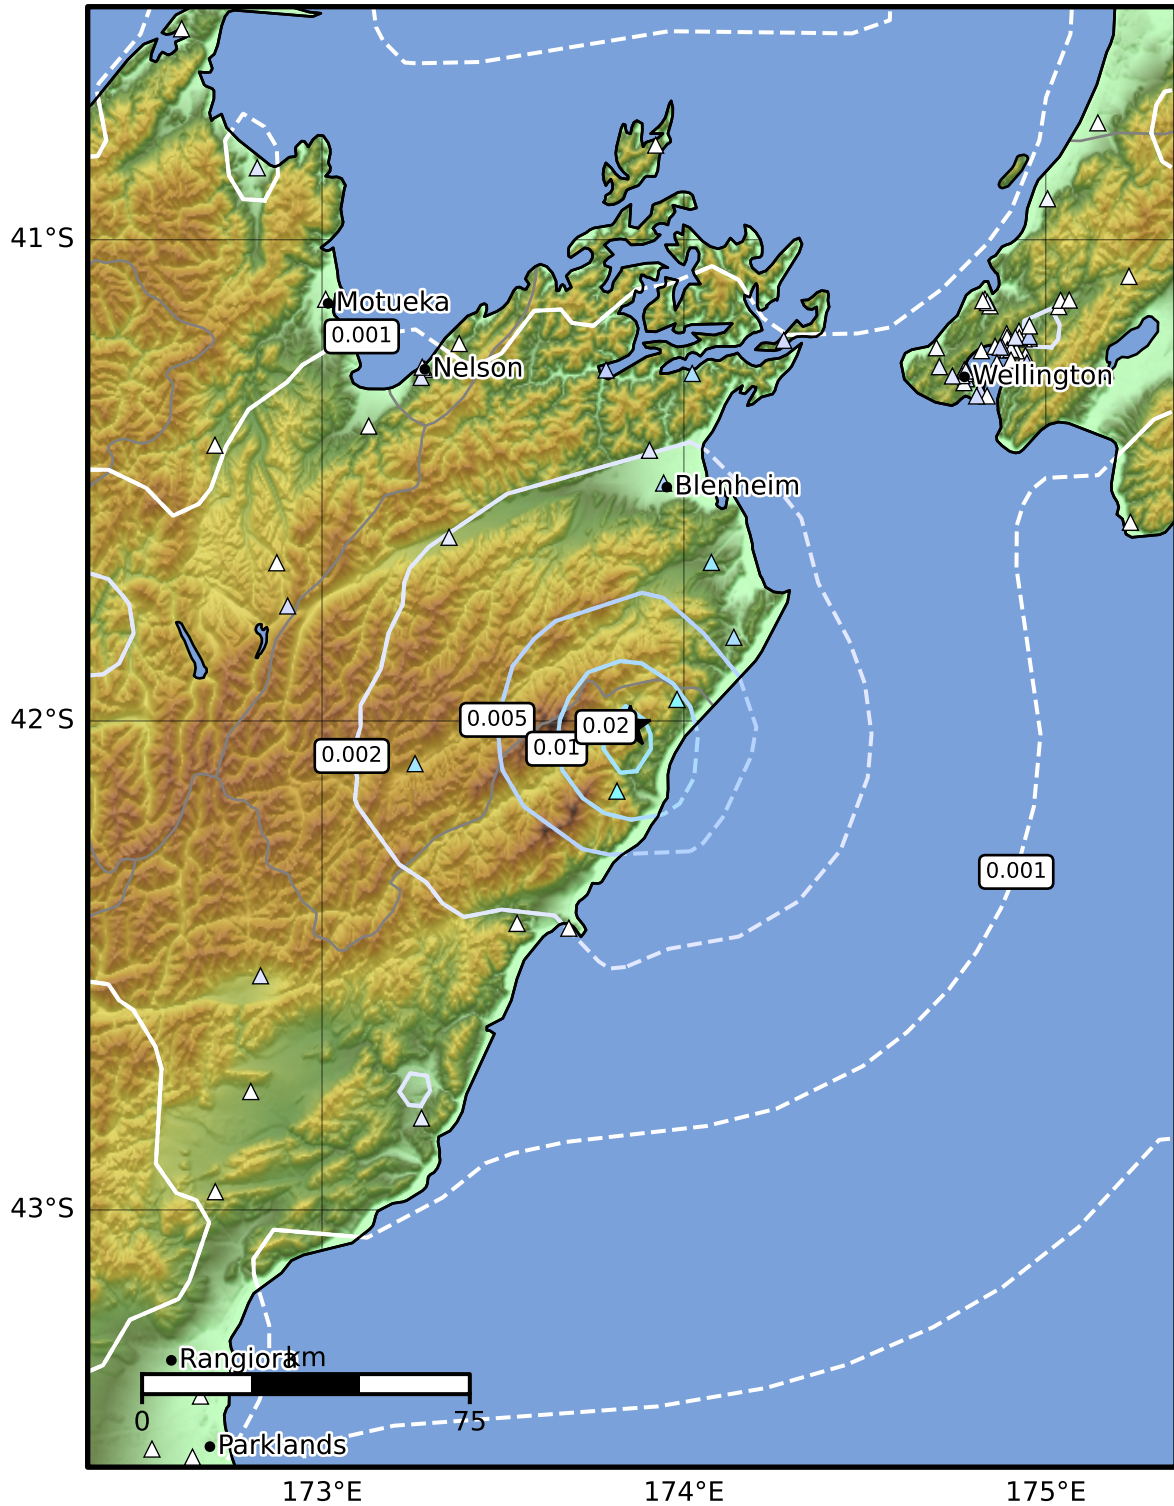 41°S
Motueka
0.001
Nelson
Wellington
Blenheim
0.005
42°S
0.02
0.01
0.002
0.001
43°S
Rangiora
km
0
75
Parklands
173°E
174°E
175°E